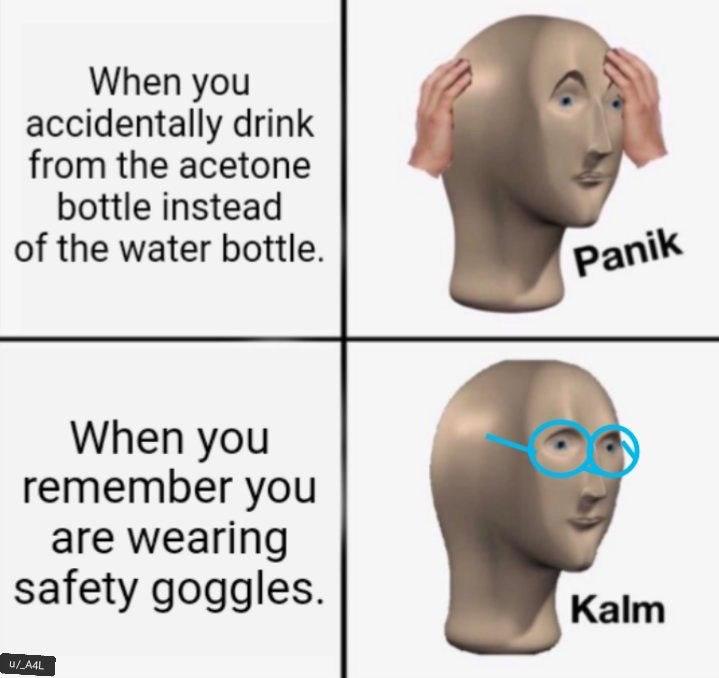 When you
accidentally drink
from the acetone
bottle instead
of the water bottle.
Panik
When you
remember you
are wearing
safety goggles.
Kalm
u/_A4L